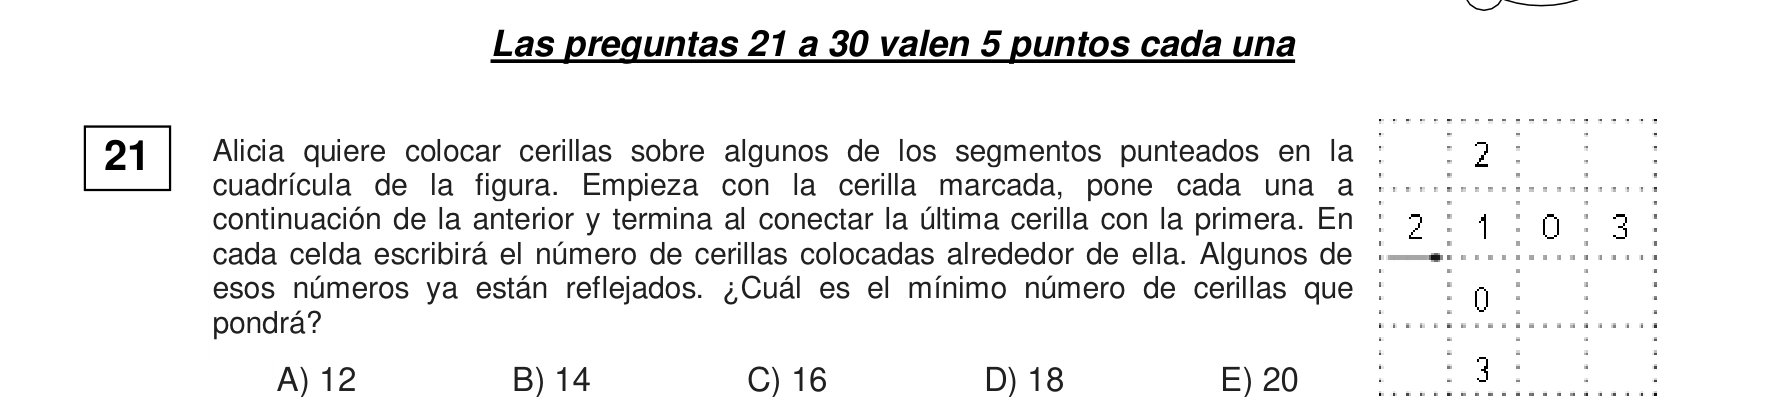 Las preguntas 21 a 30 valen 5 puntos cada una
21
Alicia quiere colocar cerillas sobre algunos de los segmentos punteados en la
cuadrícula de la figura. Empieza con la cerilla marcada, pone cada una a
continuación de la anterior y termina al conectar la última cerilla con la primera. En
cada celda escribirá el número de cerillas colocadas alrededor de ella. Algunos de
esos números ya están reflejados. ¿Cuál es el mínimo número de cerillas que
pondrá?
A) 12 B) 14 C) 16 D) 18 E) 20
2
2 1 0 3
0
3